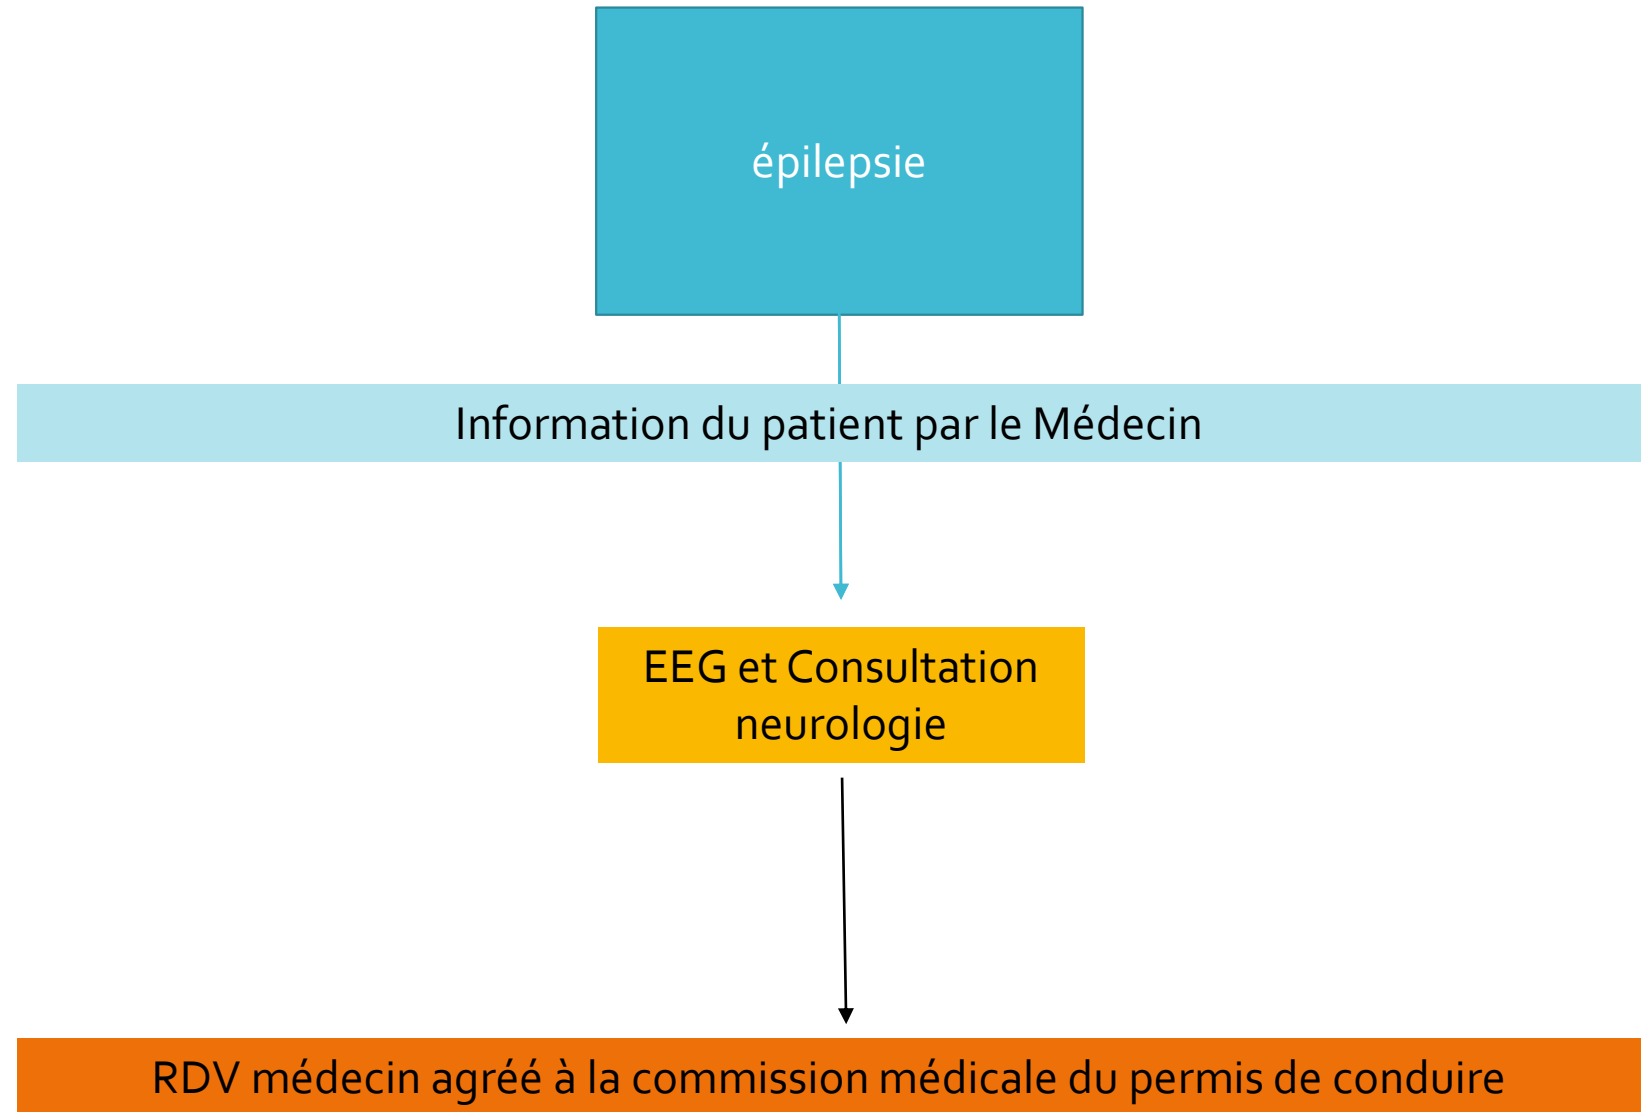 épilepsie
Information du patient par le Médecin
EEG et Consultation
neurologie
RDV médecin agréé à la commission médicale du permis de conduire